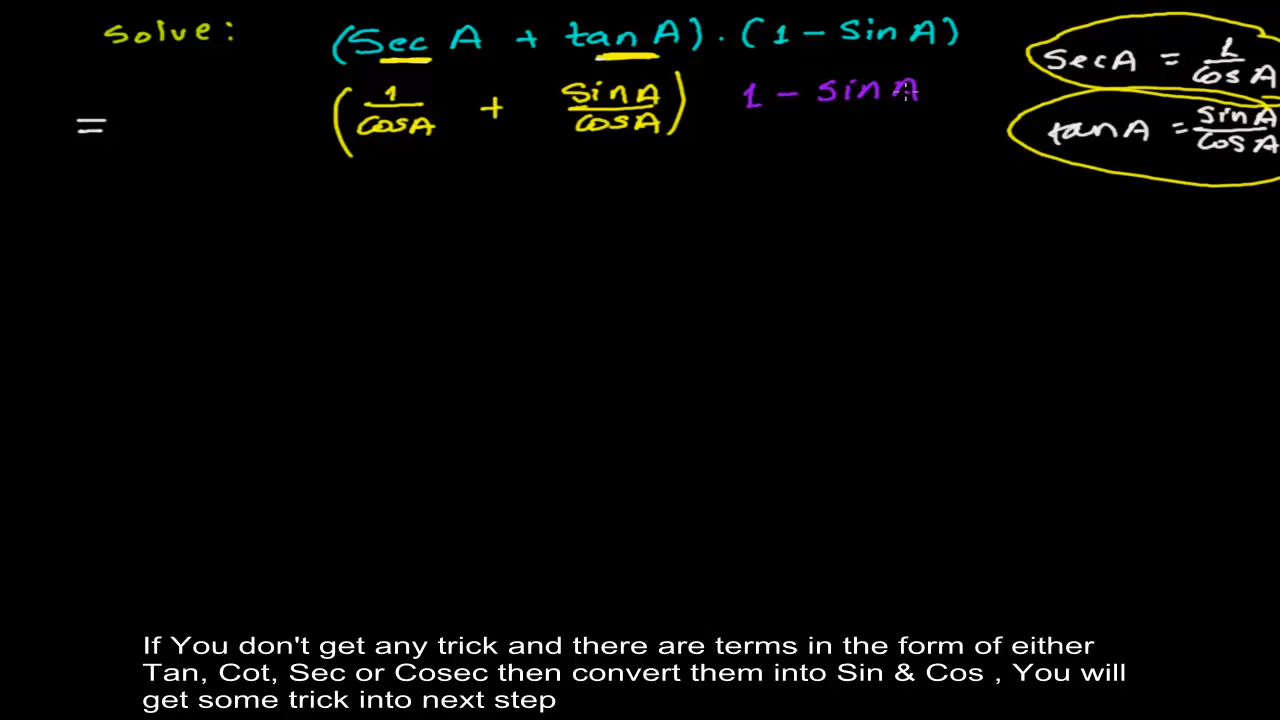 Solve: (Sec A + tan A) . (1 - Sin A)
= (1/CosA + SinA/CosA) 1 - Sin A
SecA = 1/CosA
tanA = SinA/CosA
If You don't get any trick and there are terms in the form of either
Tan, Cot, Sec or Cosec then convert them into Sin & Cos , You will
get some trick into next step